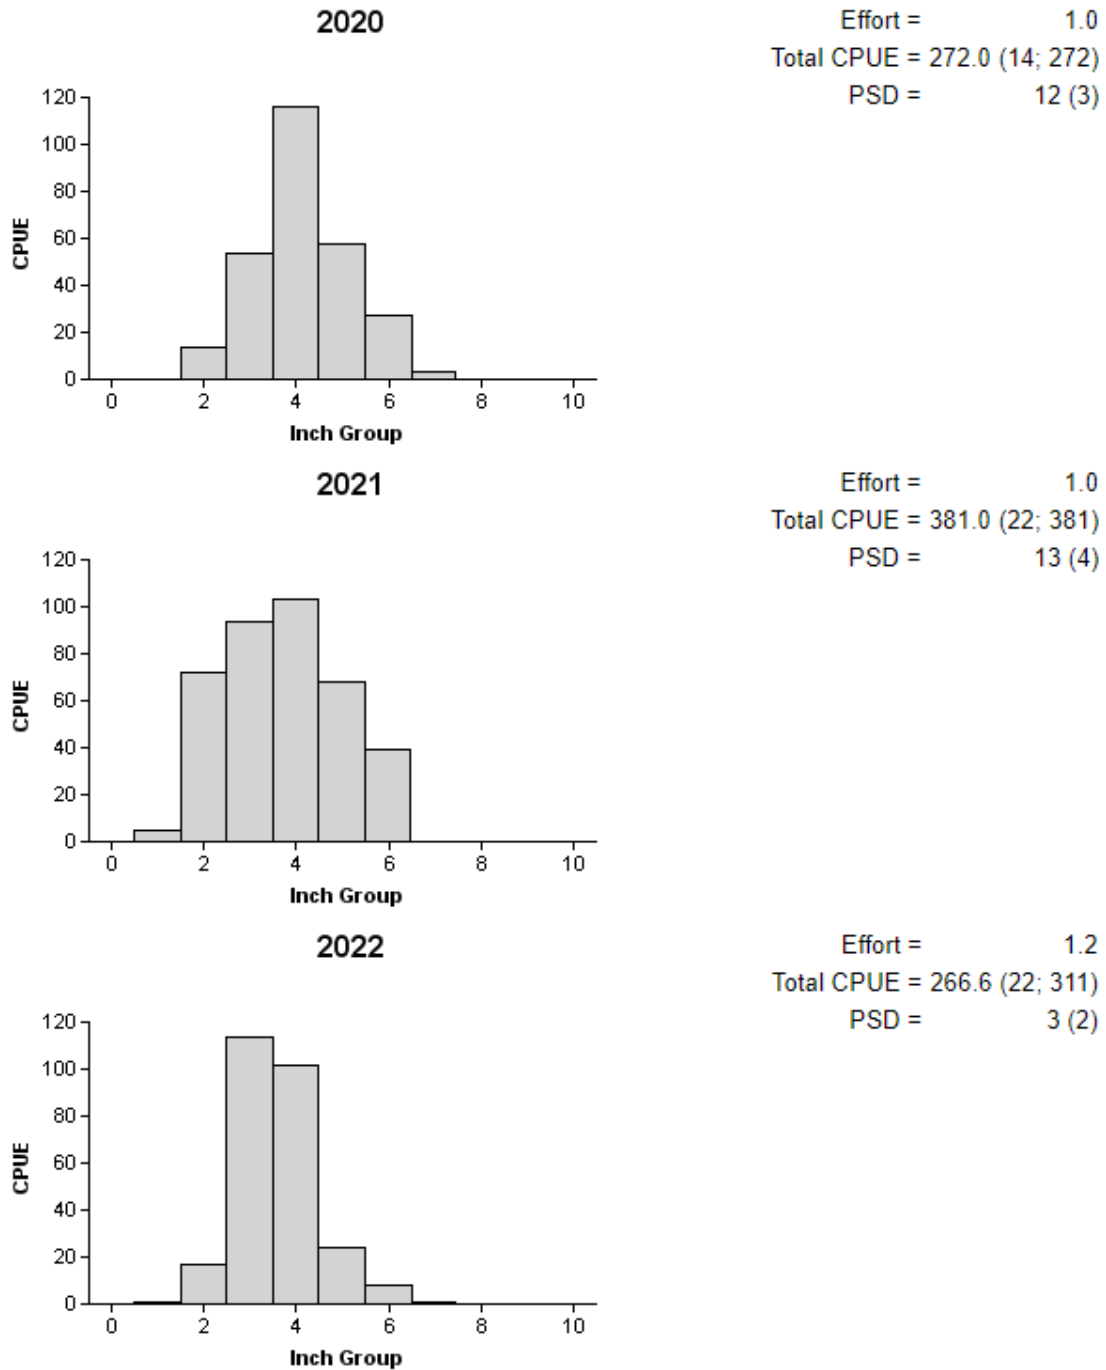 2020
Effort = 1.0
Total CPUE = 272.0 (14; 272)
PSD = 12 (3)
120
100
80
60
40
20
0
CPUE
0 2 4 6 8 10
Inch Group
2021
Effort = 1.0
Total CPUE = 381.0 (22; 381)
PSD = 13 (4)
120
100
80
60
40
20
0
CPUE
0 2 4 6 8 10
Inch Group
2022
Effort = 1.2
Total CPUE = 266.6 (22; 311)
PSD = 3 (2)
120
100
80
60
40
20
0
CPUE
0 2 4 6 8 10
Inch Group